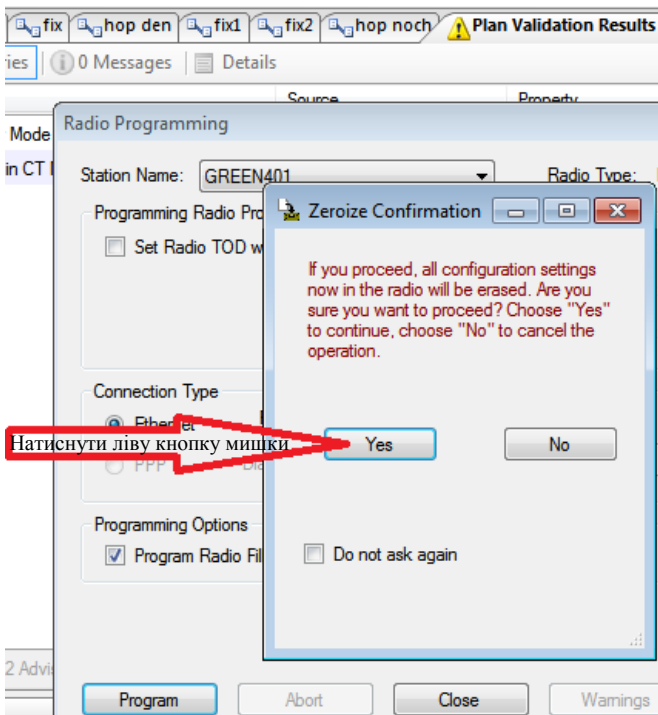 fix hop den fix1 fix2 hop noch Plan Validation Results
ries 0 Messages Details
Source Property
Mode
in CT
Radio Programming
Station Name: GREEN401 Radio Type:
Programming Radio Pro
Set Radio TOD w
Zeroize Confirmation
If you proceed, all configuration settings
now in the radio will be erased. Are you
sure you want to proceed? Choose "Yes"
to continue, choose "No" to cancel the
operation.
Connection Type
Ethernet
Натиснути ліву кнопку мишки
Yes No
PPP
Programming Options
Program Radio Fil
Do not ask again
2 Advi
Program Abort Close Warnings